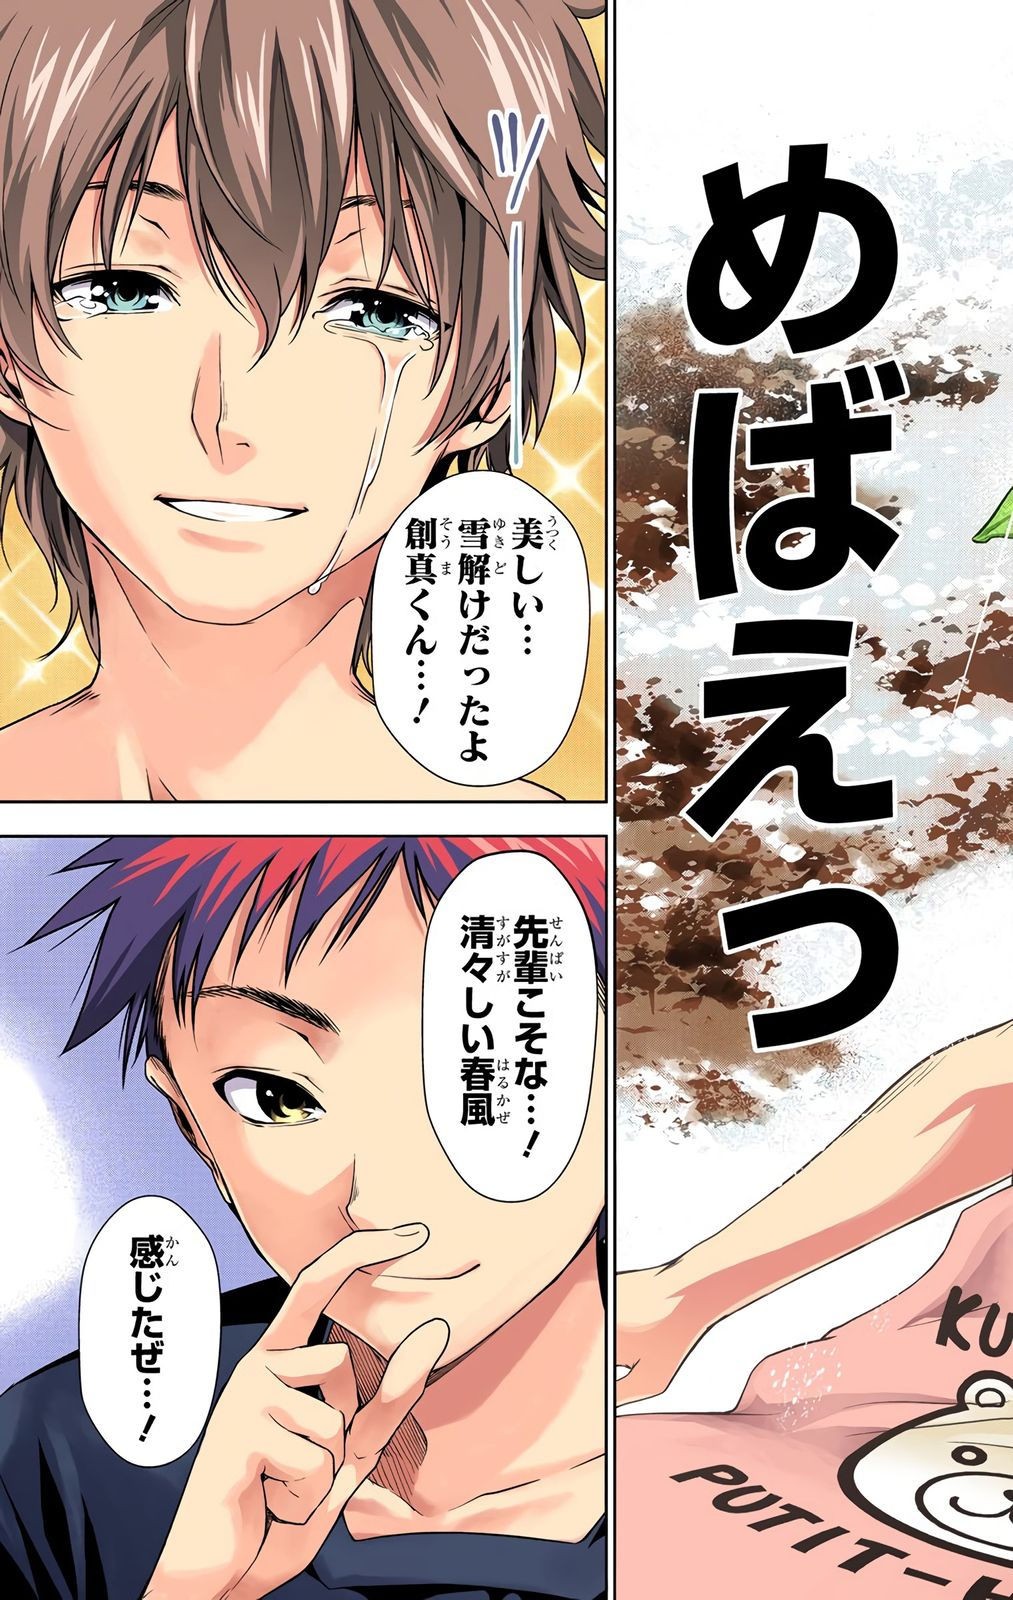 めばえっ
ツー
美しい…
雪解けだったよ
創真くん…!
先輩こそな…!
清々しい春風
感じたぜ…!
KU
PUTIT-H